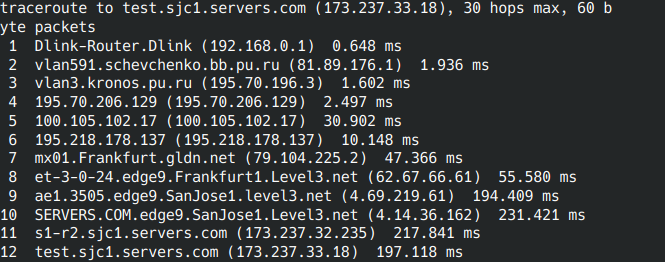 traceroute to test.sjc1.servers.com (173.237.33.18), 30 hops max, 60 b
yte packets
1 Dlink-Router.Dlink (192.168.0.1) 0.648 ms
2 vlan591.schevchenko.bb.pu.ru (81.89.176.1) 1.936 ms
3 vlan3.kronos.pu.ru (195.70.196.3) 1.602 ms
4 195.70.206.129 (195.70.206.129) 2.497 ms
5 100.105.102.17 (100.105.102.17) 30.902 ms
6 195.218.178.137 (195.218.178.137) 10.148 ms
7 mx01.Frankfurt.gldn.net (79.104.225.2) 47.366 ms
8 et-3-0-24.edge9.Frankfurt1.Level3.net (62.67.66.61) 55.580 ms
9 ae1.3505.edge9.SanJose1.level3.net (4.69.219.61) 194.409 ms
10 SERVERS.COM.edge9.SanJose1.Level3.net (4.14.36.162) 231.421 ms
11 s1-r2.sjc1.servers.com (173.237.32.235) 217.841 ms
12 test.sjc1.servers.com (173.237.33.18) 197.118 ms